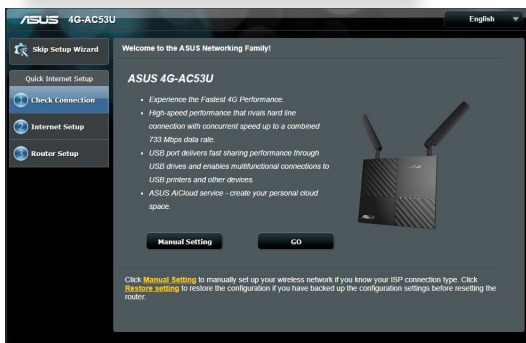 ASUS 4G-AC53U
English
Skip Setup Wizard
Quick Internet Setup
1 Check Connection
2 Internet Setup
3 Router Setup
Welcome to the ASUS Networking Family!
ASUS 4G-AC53U
• Experience the Fastest 4G Performance.
• High-speed performance that rivals hard line
connection with concurrent speed up to a combined
733 Mbps data rate.
• USB port delivers fast sharing performance through
USB drives and enables multifunctional connections to
USB printers and other devices.
• ASUS AiCloud service - create your personal cloud
space.
Manual Setting
GO
Click Manual Setting to manually set up your wireless network if you know your ISP connection type. Click
Restore setting to restore the configuration if you have backed up the configuration settings before resetting the
router.